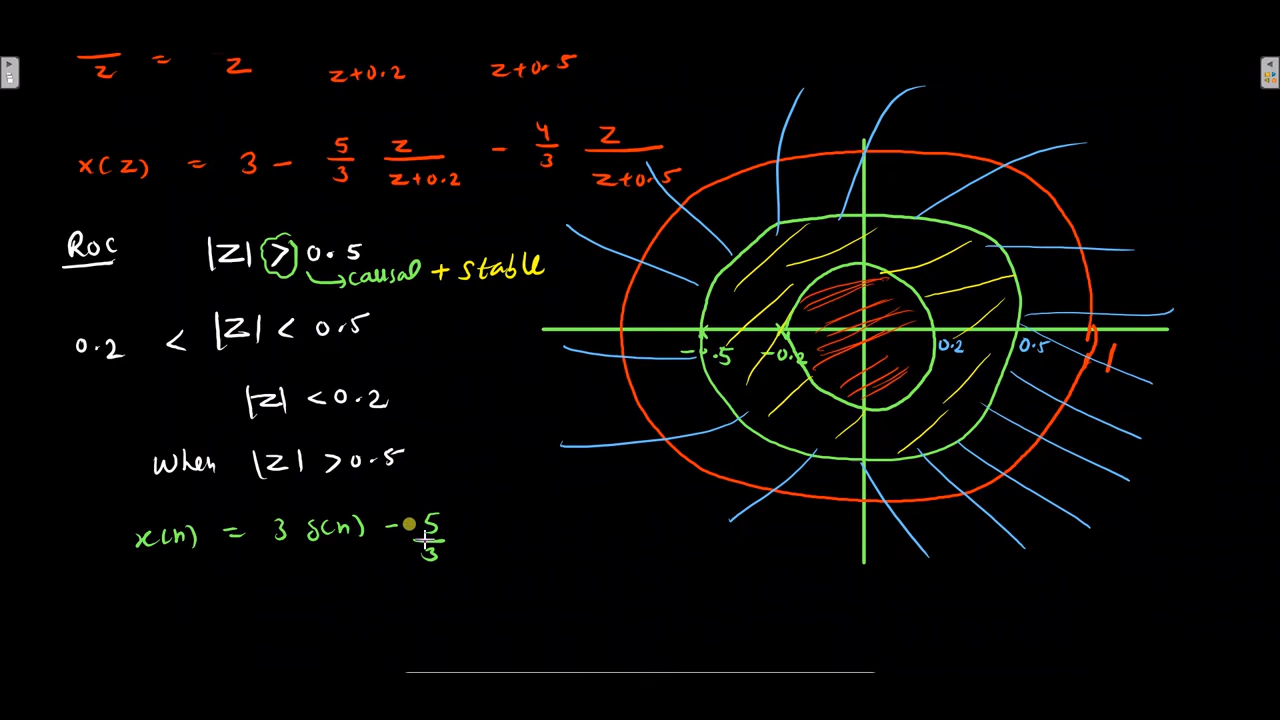 z = z z+0.2 z+0.5
x(z) = 3 - 5/3 z/z+0.2 - 4/3 z/z+0.5
Roc |z| > 0.5
causal + stable
0.2 < |z| < 0.5
|z| < 0.2
When |z| > 0.5
x(n) = 3 δ(n) - 5/3
-0.5 -0.2 0.2 0.5 1